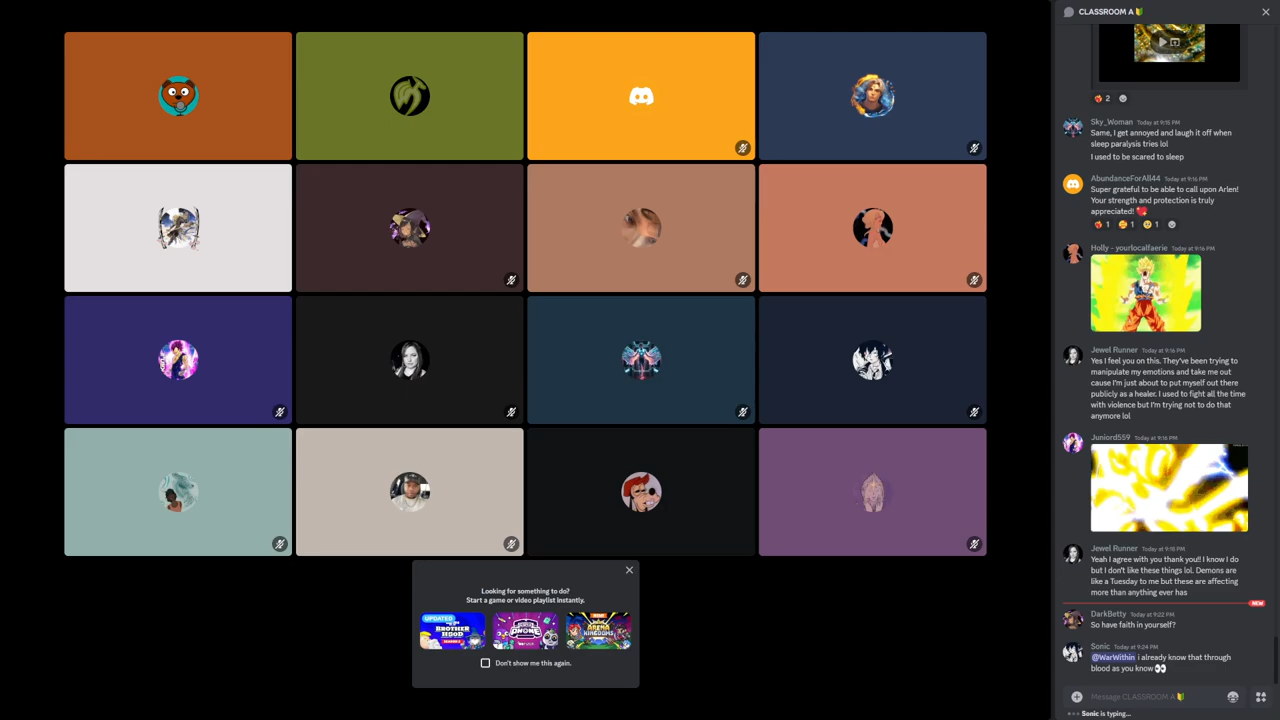 CLASSROOM A
2
Sky_Woman Today at 9:15 PM
Same, I get annoyed and laugh it off when
sleep paralysis tries lol
I used to be scared to sleep
AbundanceForAll44 Today at 9:16 PM
Super grateful to be able to call upon Arlen!
Your strength and protection is truly
appreciated! 💖
1 1 1
Holly - yourlocalfaerie Today at 9:16 PM
Jewel Runner Today at 9:16 PM
Yes I feel you on this. They've been trying to
manipulate my emotions and take me out
cause I'm just about to put myself out there
publicly as a healer. I used to fight all the time
with violence but I'm trying not to do that
anymore lol
Juniord559 Today at 9:16 PM
Jewel Runner Today at 9:18 PM
Yeah I agree with you thank you!! I know I do
but I don't like these things lol. Demons are
like a Tuesday to me but these are affecting
more than anything ever has
NEW
DarkBetty Today at 9:22 PM
So have faith in yourself?
Sonic Today at 9:24 PM
@WarWithin i already know that through
blood as you know 👀
Message CLASSROOM A
Sonic is typing...
Looking for something to do?
Start a game or video playlist instantly.
UPDATED
BROTHER
HOOD
PHONE
ARENA
KINGDOMS
Don't show me this again.